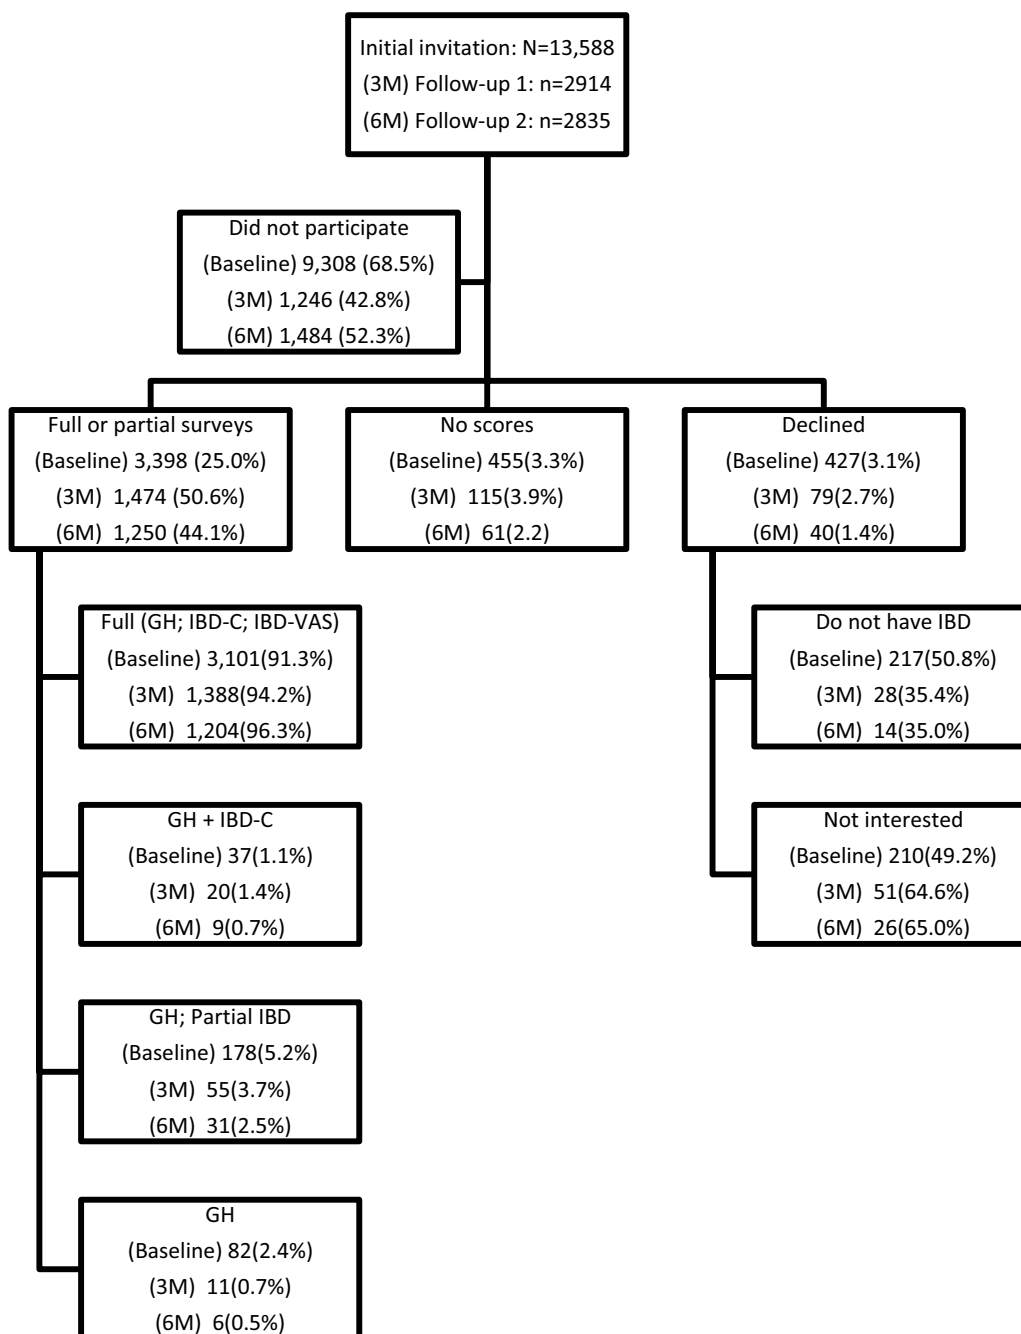 Initial invitation: N=13,588
(3M) Follow-up 1: n=2914
(6M) Follow-up 2: n=2835
Did not participate
(Baseline) 9,308 (68.5%)
(3M) 1,246 (42.8%)
(6M) 1,484 (52.3%)
Full or partial surveys
(Baseline) 3,398 (25.0%)
(3M) 1,474 (50.6%)
(6M) 1,250 (44.1%)
No scores
(Baseline) 455(3.3%)
(3M) 115(3.9%)
(6M) 61(2.2)
Declined
(Baseline) 427(3.1%)
(3M) 79(2.7%)
(6M) 40(1.4%)
Full (GH; IBD-C; IBD-VAS)
(Baseline) 3,101(91.3%)
(3M) 1,388(94.2%)
(6M) 1,204(96.3%)
Do not have IBD
(Baseline) 217(50.8%)
(3M) 28(35.4%)
(6M) 14(35.0%)
GH + IBD-C
(Baseline) 37(1.1%)
(3M) 20(1.4%)
(6M) 9(0.7%)
Not interested
(Baseline) 210(49.2%)
(3M) 51(64.6%)
(6M) 26(65.0%)
GH; Partial IBD
(Baseline) 178(5.2%)
(3M) 55(3.7%)
(6M) 31(2.5%)
GH
(Baseline) 82(2.4%)
(3M) 11(0.7%)
(6M) 6(0.5%)